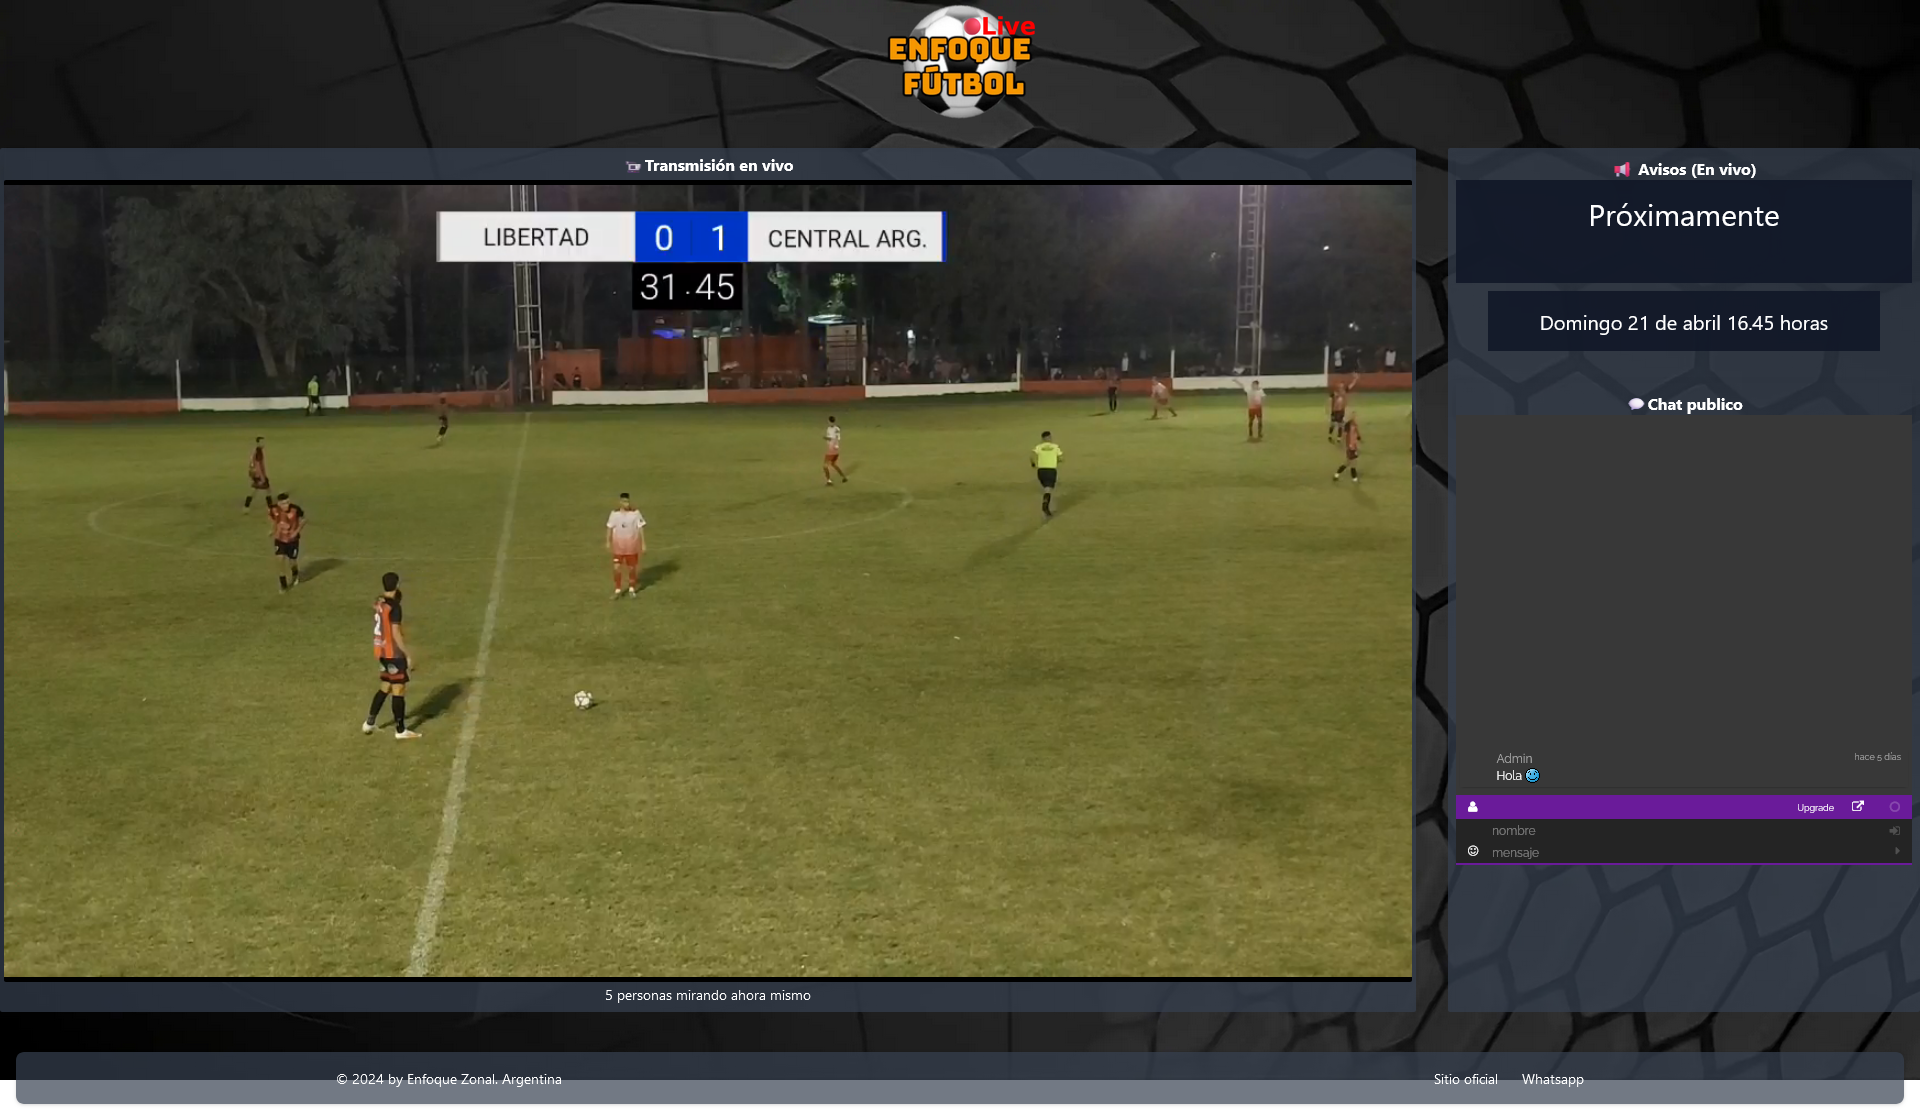 Live
ENFOQUE
FÚTBOL
Transmisión en vivo
LIBERTAD 0 1 CENTRAL ARG.
31:45
2
5 personas mirando ahora mismo
Avisos (En vivo)
Próximamente
Domingo 21 de abril 16.45 horas
Chat publico
Admin hace 5 días
Hola
Upgrade
nombre
mensaje
© 2024 by Enfoque Zonal. Argentina
Sitio oficial Whatsapp